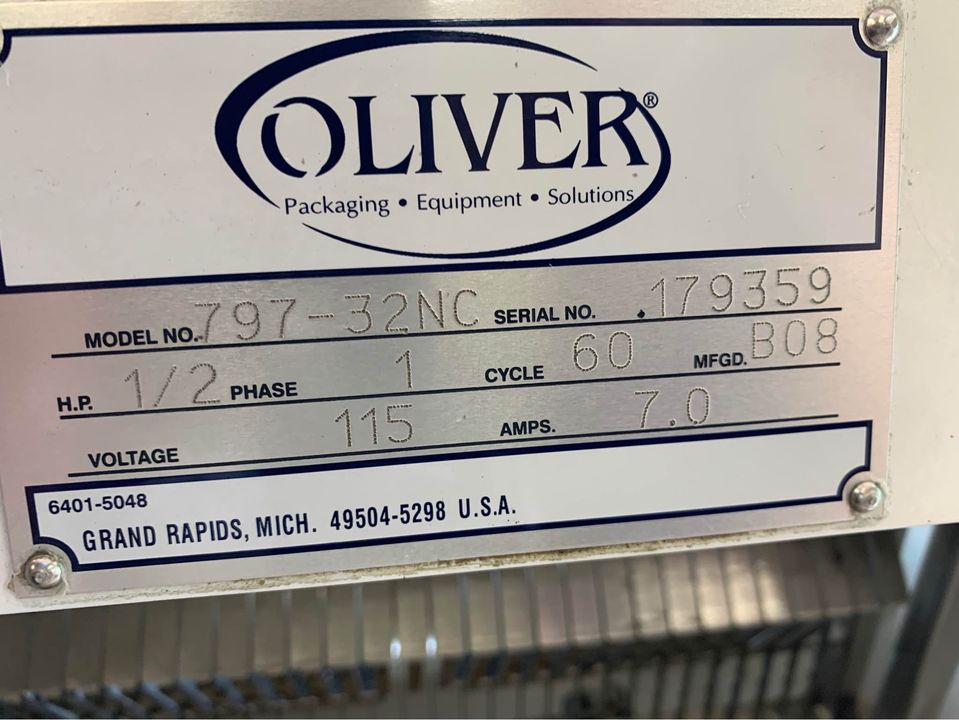 OLIVER®
Packaging • Equipment • Solutions
MODEL NO. 797-32NC SERIAL NO. 179359
H.P. 1/2 PHASE 1 CYCLE 60 MFGD. B08
VOLTAGE 115 AMPS. 7.0
6401-5048
GRAND RAPIDS, MICH. 49504-5298 U.S.A.